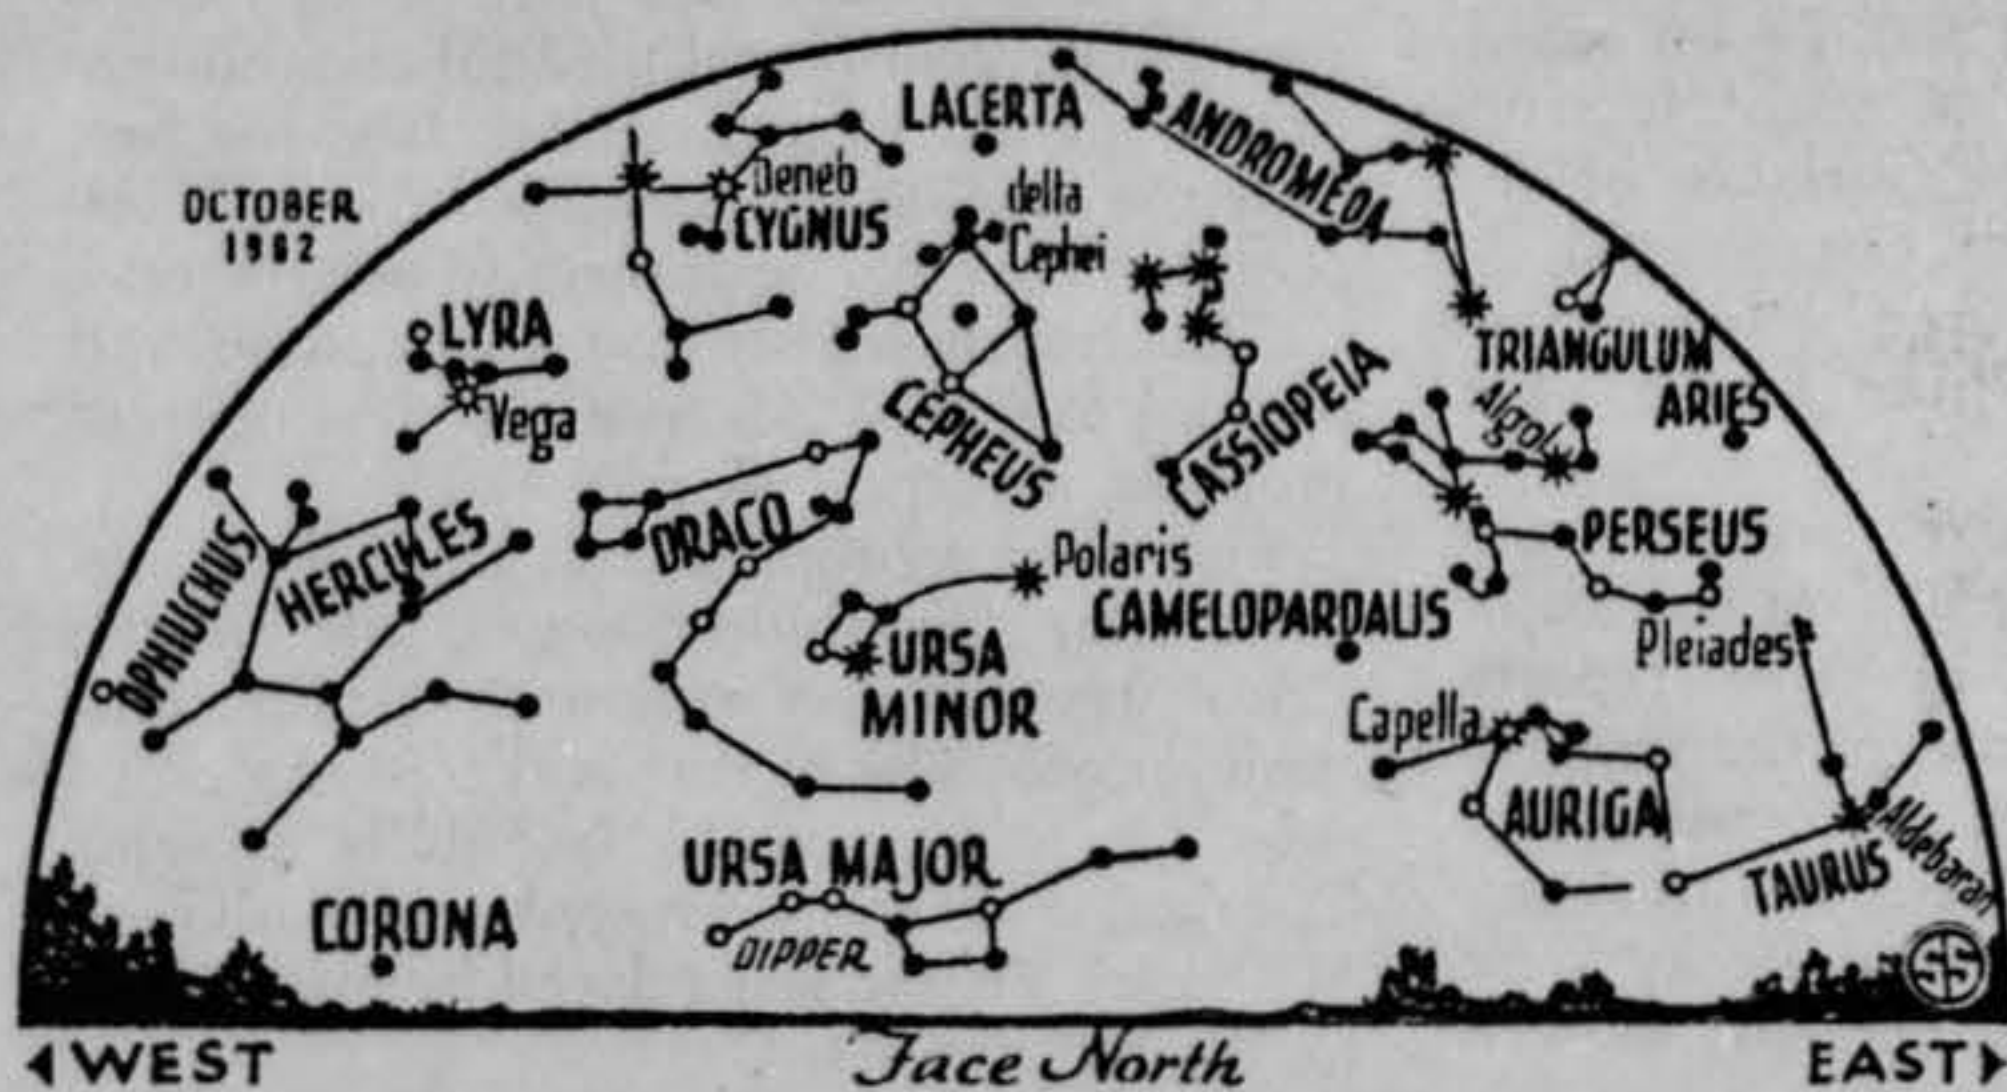 LACERTA
ANDROMEDA
OCTOBER
1962
Deneb
CYGNUS
delta
Cephei
LYRA
Vega
TRIANGULUM
ARIES
Algol
CEPHEUS
CASSIOPEIA
OPHIUCHUS
HERCULES
DRACO
PERSEUS
Polaris
CAMELOPARDALIS
Pleiades
URSA
MINOR
Capella
AURIGA
Aldebaran
TAURUS
URSA MAJOR
DIPPER
CORONA
SS
WEST
Face North
EAST